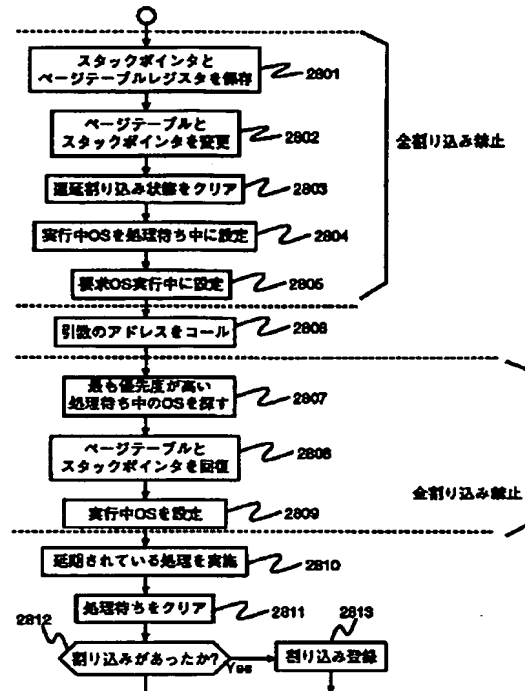 スタックポインタと
ページテーブルレジスタを保存
2801
ページテーブルと
スタックポインタを変更
2802
全割り込み禁止
遅延割り込み状態をクリア
2803
実行中OSを処理待ち中に設定
2804
要求OS実行中に設定
2805
引数のアドレスをコール
2806
最も優先度が高い
処理待ち中のOSを探す
2807
ページテーブルと
スタックポインタを回復
2808
全割り込み禁止
実行中OSを設定
2809
延期されている処理を実施
2810
処理待ちをクリア
2811
2812
割り込みがあったか?
Yes
2813
割り込み登録